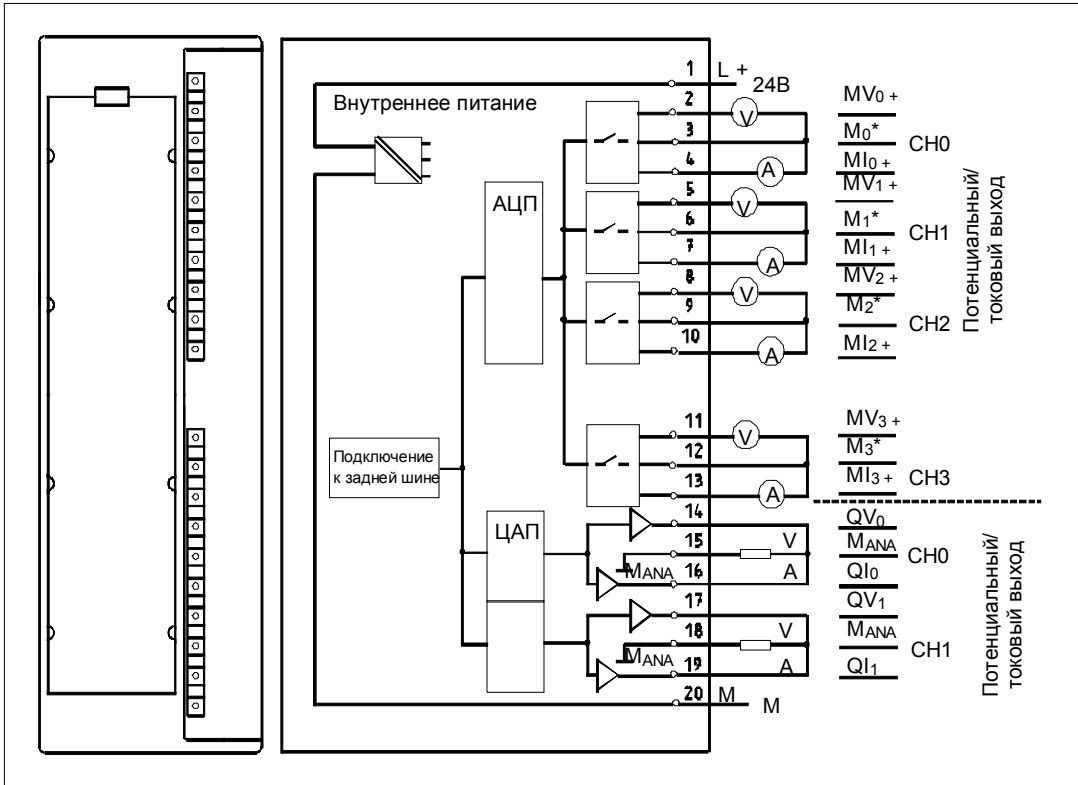 1 L +
24В
Внутреннее питание
2 V MV0 +
3 M0* CH0
4 A MI0 +
5 V MV1 +
АЦП
6 M1* CH1
7 A MI1 +
8 V MV2 +
9 M2* CH2
10 A MI2 +
Потенциальный/
токовый выход
11 V MV3 +
12 M3*
13 A MI3 + CH3
Подключение
к задней шине
14 QV0
ЦАП
15 V MANA CH0
MANA 16 A QI0
17 QV1
18 V MANA CH1
MANA 19 A QI1
20 M M
Потенциальный/
токовый выход